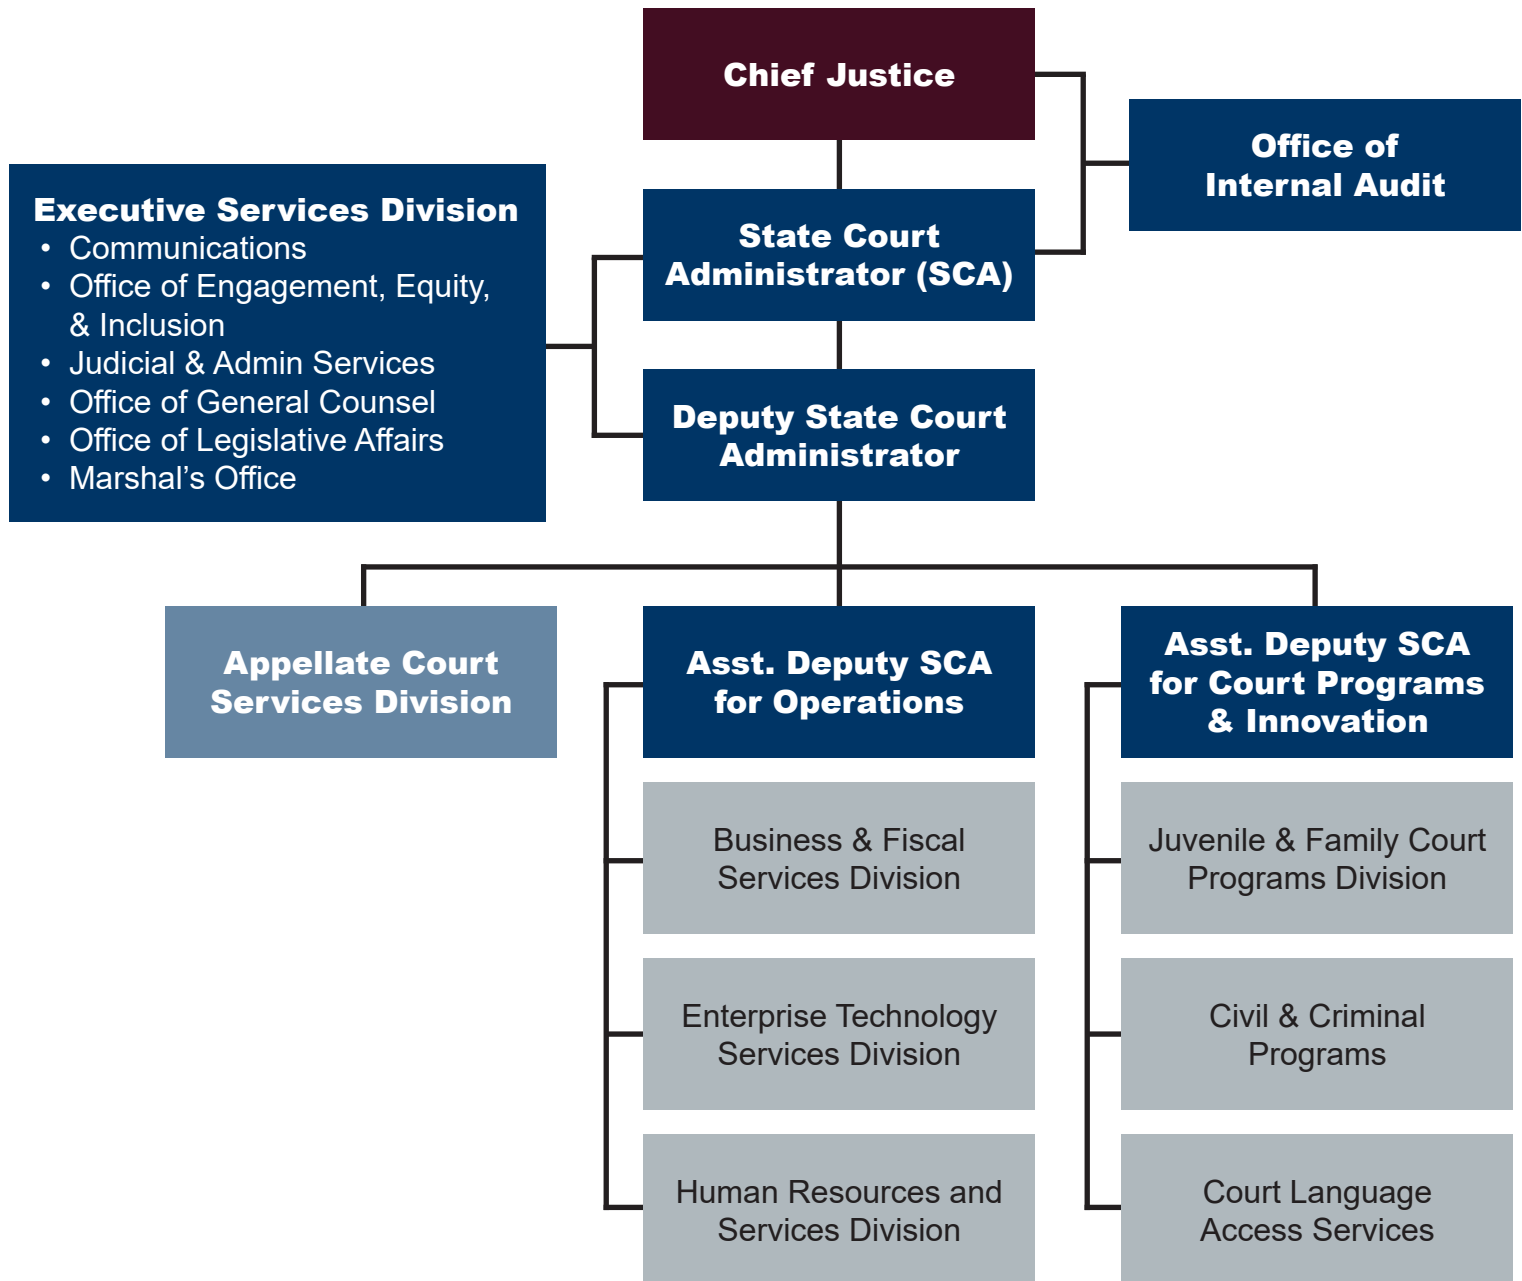 Chief Justice
Office of
Internal Audit
Executive Services Division
• Communications
• Office of Engagement, Equity,
& Inclusion
• Judicial & Admin Services
• Office of General Counsel
• Office of Legislative Affairs
• Marshal’s Office
State Court
Administrator (SCA)
Deputy State Court
Administrator
Appellate Court
Services Division
Asst. Deputy SCA
for Operations
Business & Fiscal
Services Division
Enterprise Technology
Services Division
Human Resources and
Services Division
Asst. Deputy SCA
for Court Programs
& Innovation
Juvenile & Family Court
Programs Division
Civil & Criminal
Programs
Court Language
Access Services